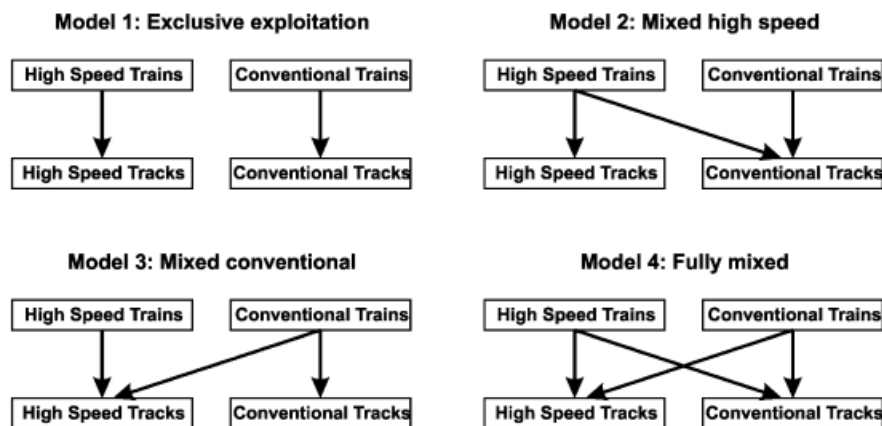 Model 1: Exclusive exploitation
High Speed Trains
Conventional Trains
High Speed Tracks
Conventional Tracks
Model 2: Mixed high speed
High Speed Trains
Conventional Trains
High Speed Tracks
Conventional Tracks
Model 3: Mixed conventional
High Speed Trains
Conventional Trains
High Speed Tracks
Conventional Tracks
Model 4: Fully mixed
High Speed Trains
Conventional Trains
High Speed Tracks
Conventional Tracks